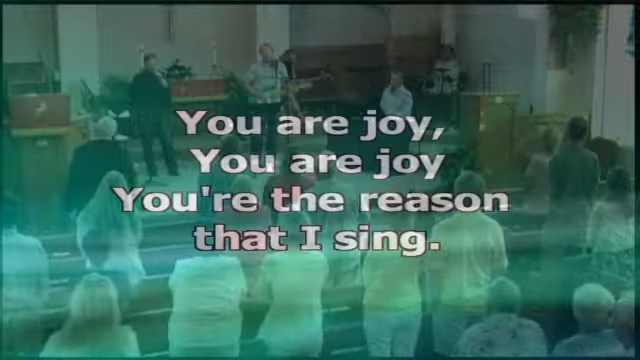 You are joy,
You are joy
You're the reason
that I sing.